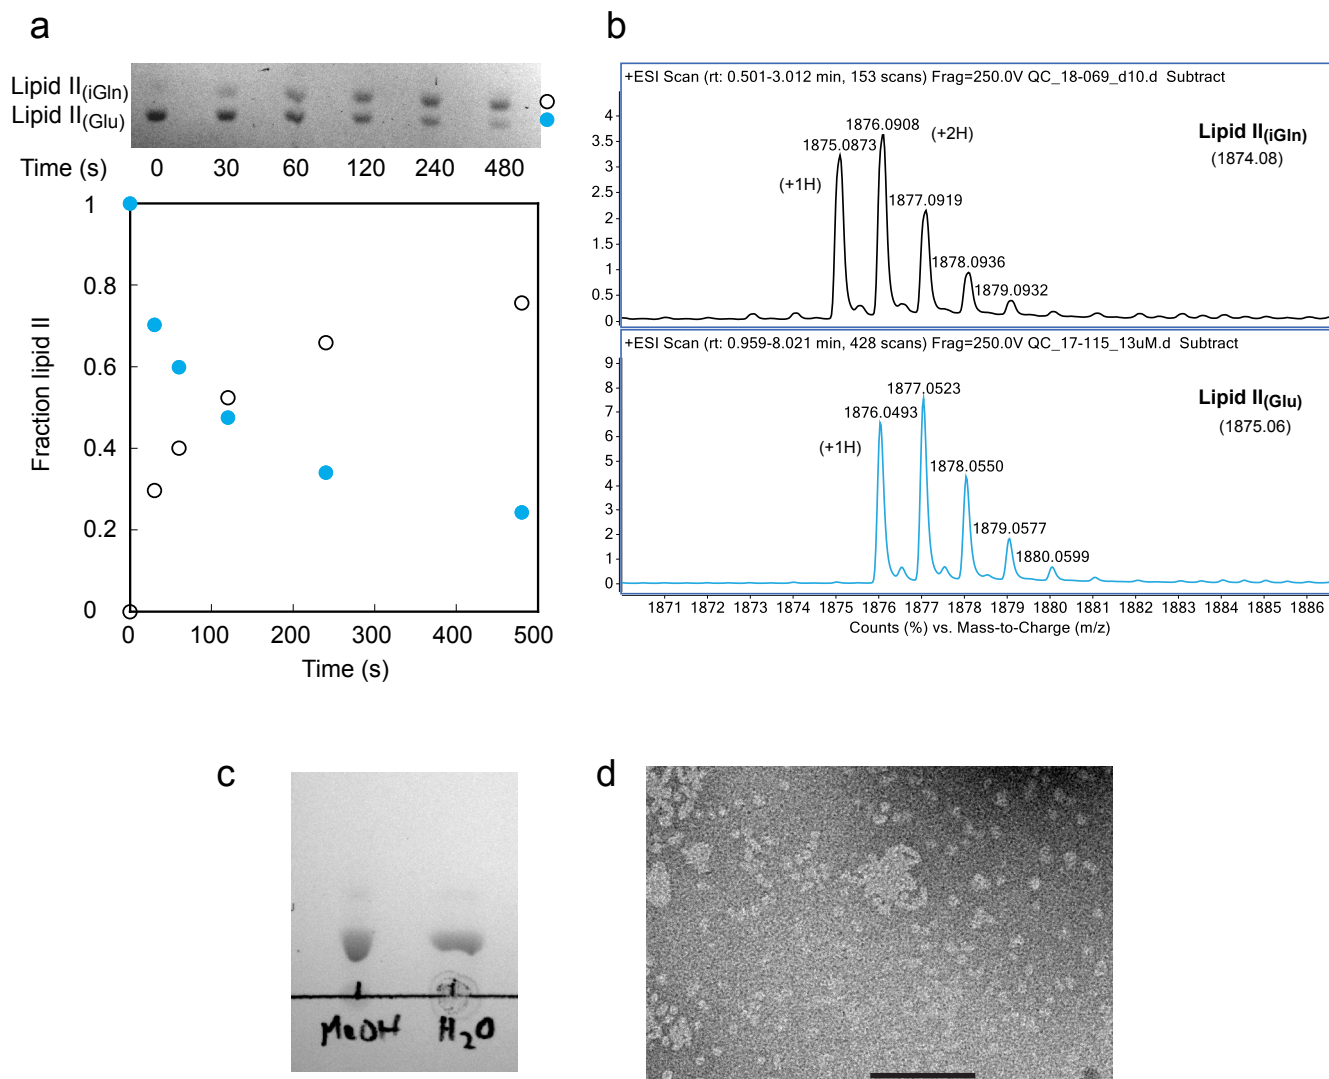 a
Lipid II(iGln)
Lipid II(Glu)
Time (s) 0 30 60 120 240 480
1
0.8
0.6
0.4
0.2
0
Fraction lipid II
0 100 200 300 400 500
Time (s)
b
+ESI Scan (rt: 0.501-3.012 min, 153 scans) Frag=250.0V QC_18-069_d10.d Subtract
4
3.5
3
2.5
2
1.5
1
0.5
0
1875.0873
(+1H)
1876.0908
(+2H)
1877.0919
1878.0936
1879.0932
Lipid II(iGln)
(1874.08)
+ESI Scan (rt: 0.959-8.021 min, 428 scans) Frag=250.0V QC_17-115_13uM.d Subtract
9
8
7
6
5
4
3
2
1
0
1876.0493
(+1H)
1877.0523
1878.0550
1879.0577
1880.0599
Lipid II(Glu)
(1875.06)
1871 1872 1873 1874 1875 1876 1877 1878 1879 1880 1881 1882 1883 1884 1885 1886
Counts (%) vs. Mass-to-Charge (m/z)
c
MeOH H2O
d